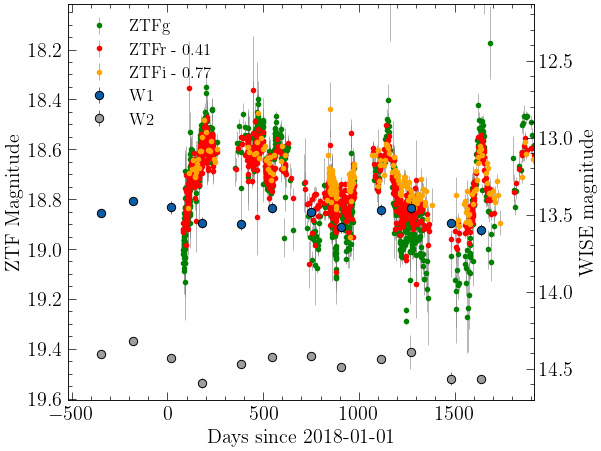 ZTFg
ZTFr - 0.41
ZTFi - 0.77
W1
W2
18.2
18.4
18.6
18.8
19.0
19.2
19.4
19.6
ZTF Magnitude
12.5
13.0
13.5
14.0
14.5
WISE magnitude
−500 0 500 1000 1500
Days since 2018-01-01